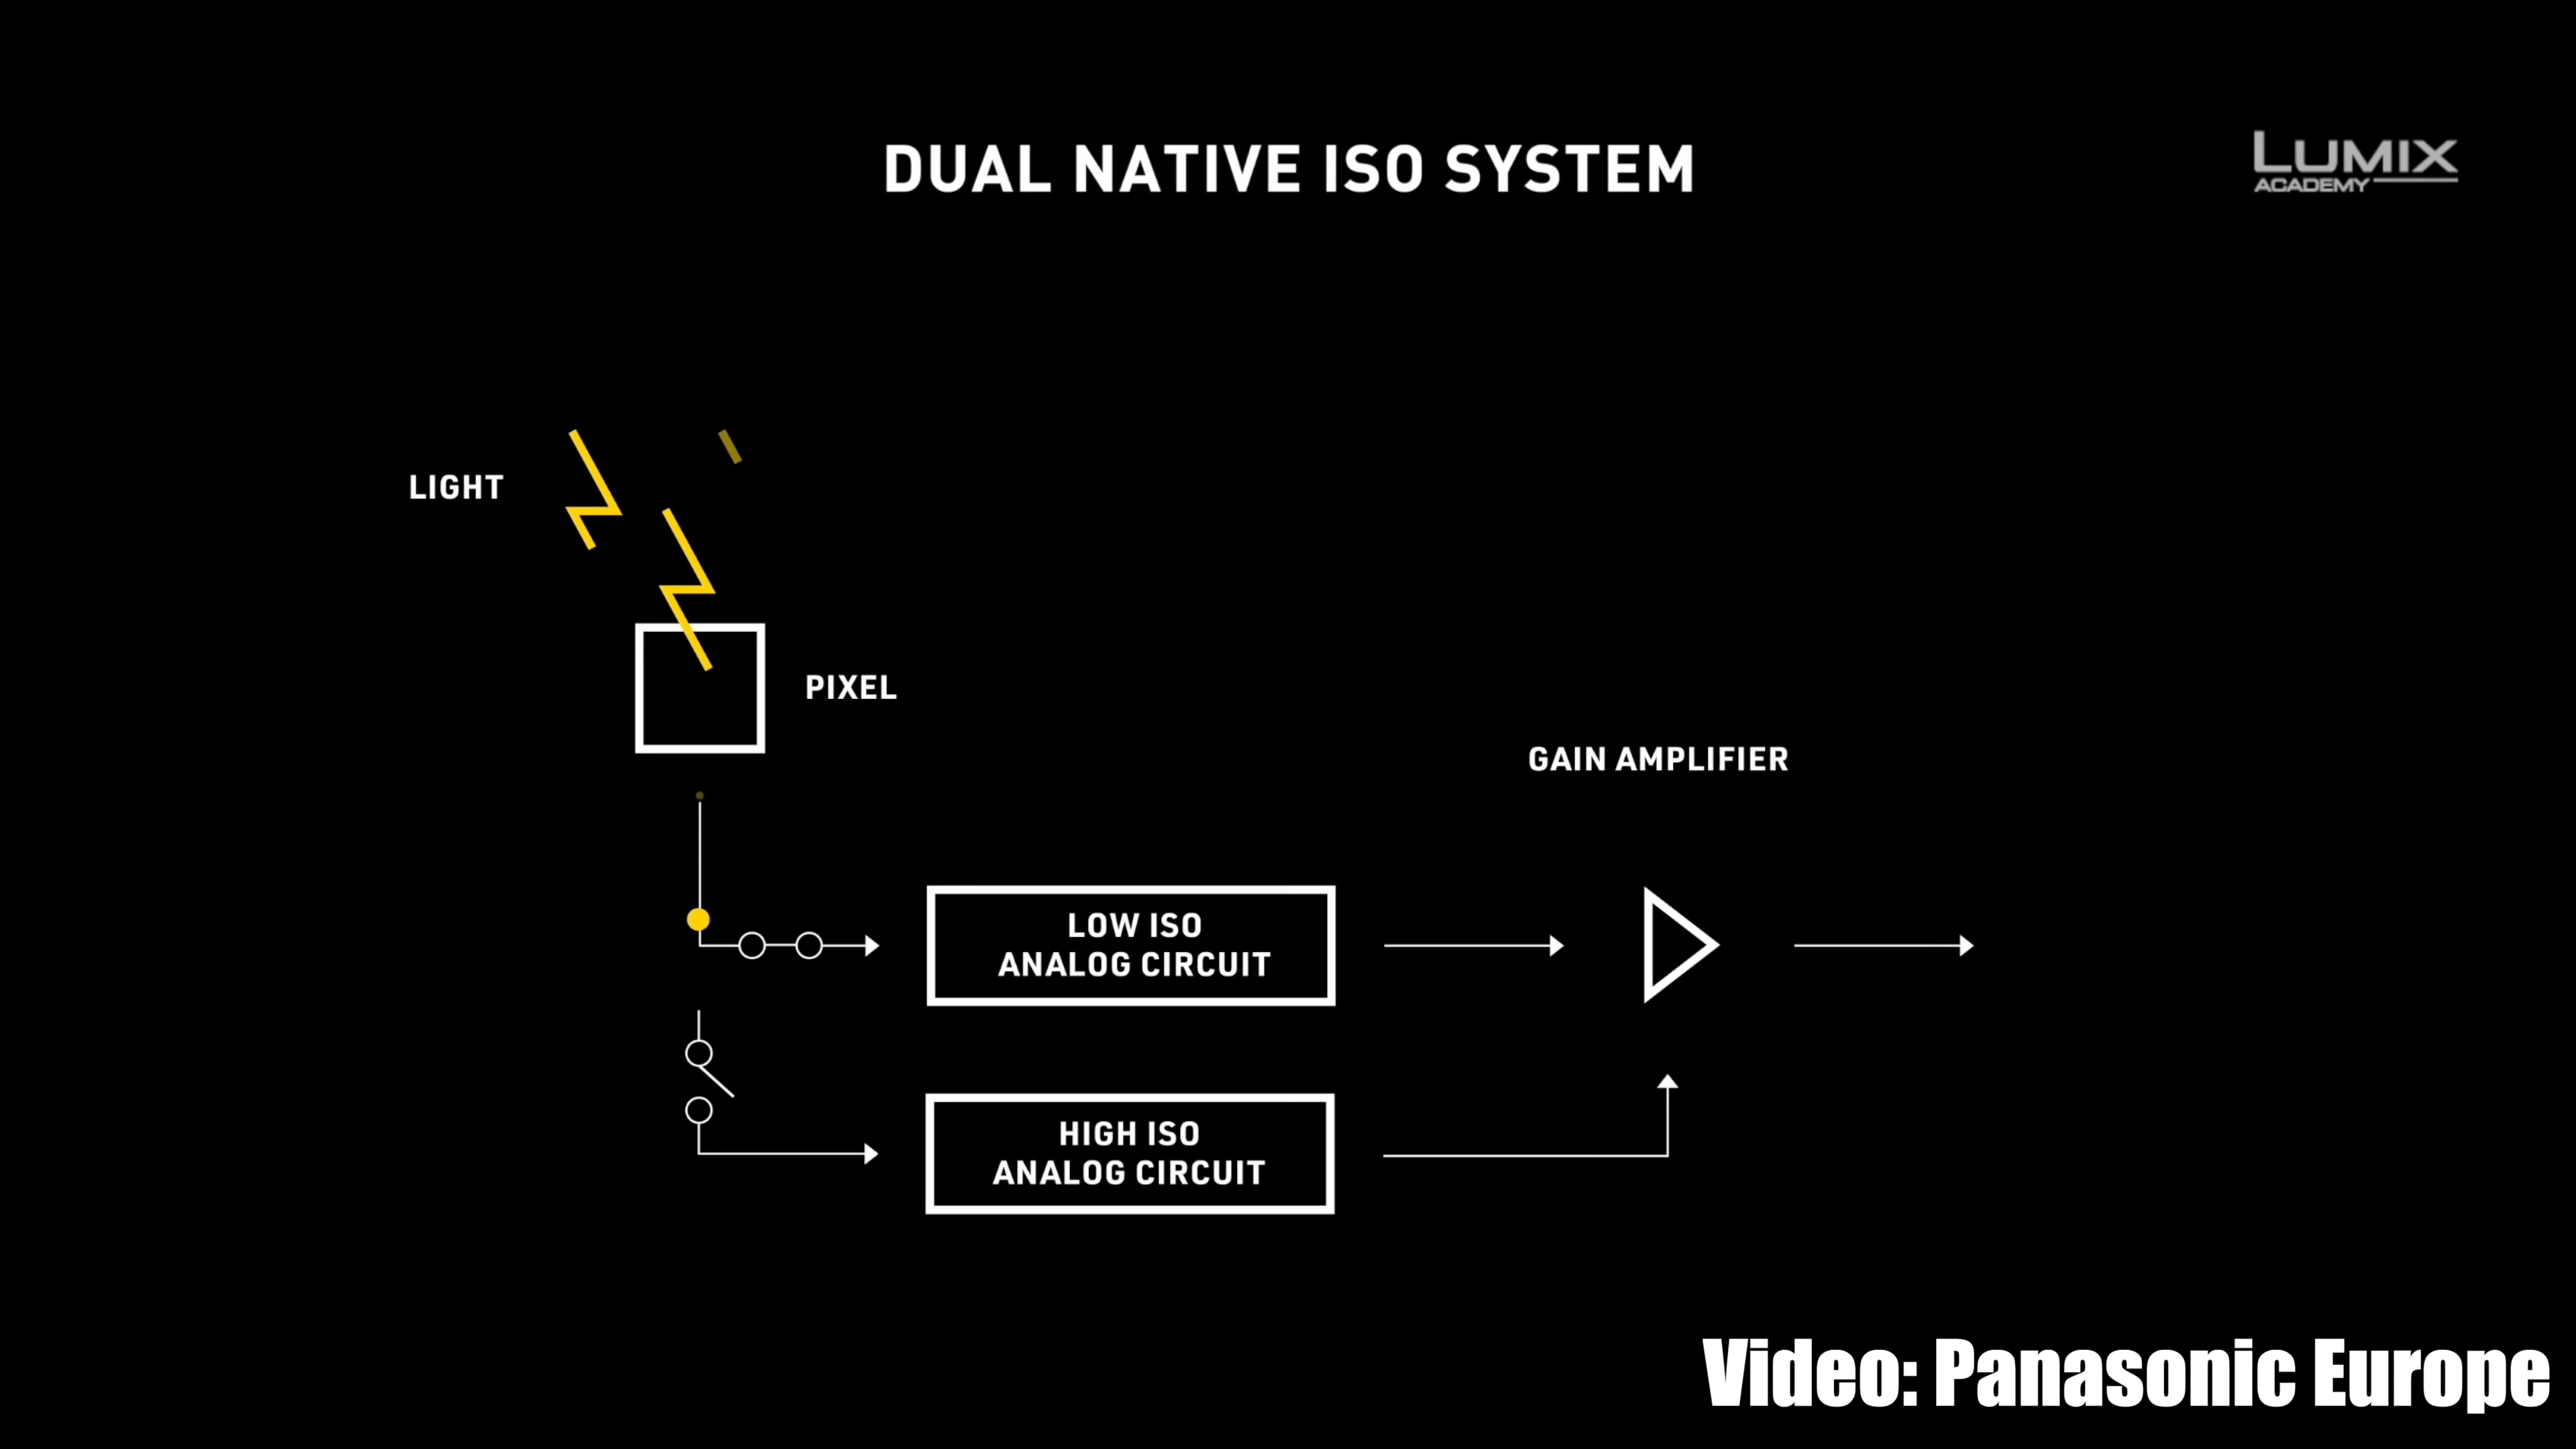 DUAL NATIVE ISO SYSTEM
LUMIX
ACADEMY
LIGHT
PIXEL
GAIN AMPLIFIER
LOW ISO
ANALOG CIRCUIT
HIGH ISO
ANALOG CIRCUIT
Video: Panasonic Europe